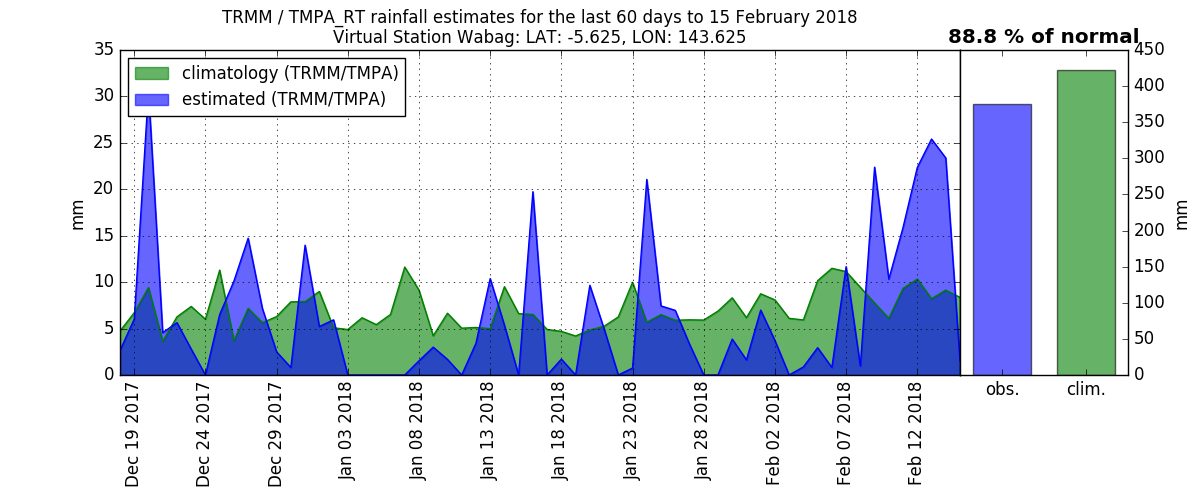 TRMM / TMPA_RT rainfall estimates for the last 60 days to 15 February 2018
Virtual Station Wabag: LAT: -5.625, LON: 143.625
88.8 % of normal
climatology (TRMM/TMPA)
estimated (TRMM/TMPA)
35
30
25
20
15
10
5
0
mm
Dec 19 2017
Dec 24 2017
Dec 29 2017
Jan 03 2018
Jan 08 2018
Jan 13 2018
Jan 18 2018
Jan 23 2018
Jan 28 2018
Feb 02 2018
Feb 07 2018
Feb 12 2018
obs.
clim.
450
400
350
300
250
200
150
100
50
0
mm